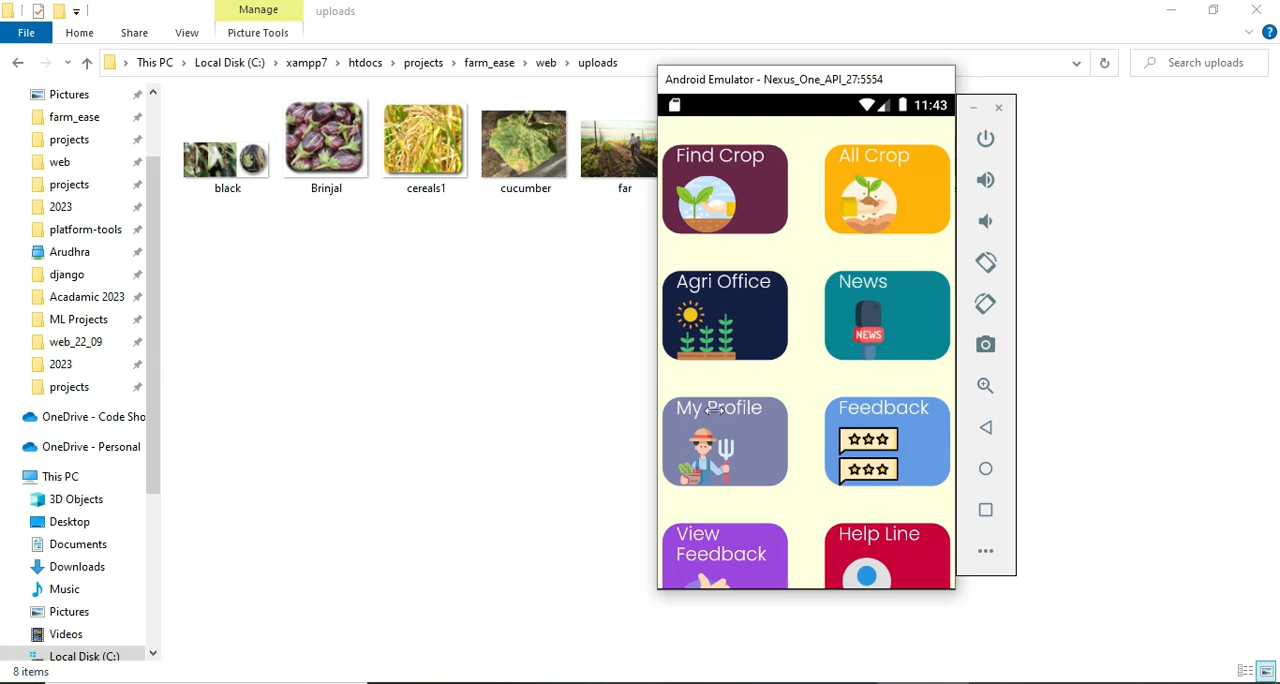 Manage
uploads
File
Home
Share
View
Picture Tools
This PC
Local Disk (C:)
xampp7
htdocs
projects
farm_ease
web
uploads
Search uploads
Pictures
farm_ease
projects
web
projects
2023
platform-tools
Arudhra
django
Acadamic 2023
ML Projects
web_22_09
2023
projects
OneDrive - Code Sho
OneDrive - Personal
This PC
3D Objects
Desktop
Documents
Downloads
Music
Pictures
Videos
Local Disk (C:)
8 items
black
Brinjal
cereals1
cucumber
far
Android Emulator - Nexus_One_API_27:5554
11:43
Find Crop
All Crop
Agri Office
News
NEWS
My Profile
Feedback
View
Feedback
Help Line